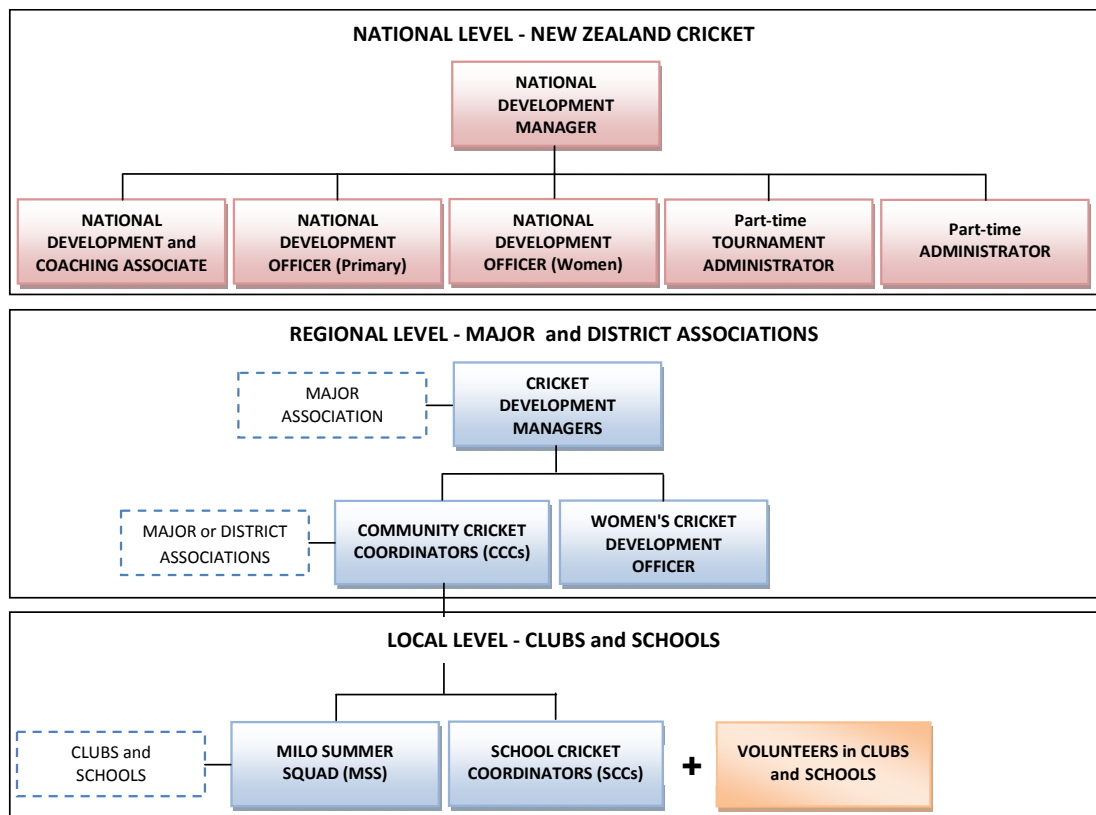 NATIONAL LEVEL - NEW ZEALAND CRICKET
NATIONAL
DEVELOPMENT
MANAGER
NATIONAL
DEVELOPMENT and
COACHING ASSOCIATE
NATIONAL
DEVELOPMENT
OFFICER (Primary)
NATIONAL
DEVELOPMENT
OFFICER (Women)
Part-time
TOURNAMENT
ADMINISTRATOR
Part-time
ADMINISTRATOR
REGIONAL LEVEL - MAJOR and DISTRICT ASSOCIATIONS
MAJOR
ASSOCIATION
CRICKET
DEVELOPMENT
MANAGERS
MAJOR or DISTRICT
ASSOCIATIONS
COMMUNITY CRICKET
COORDINATORS (CCCs)
WOMEN'S CRICKET
DEVELOPMENT
OFFICER
LOCAL LEVEL - CLUBS and SCHOOLS
CLUBS and
SCHOOLS
MILO SUMMER
SQUAD (MSS)
SCHOOL CRICKET
COORDINATORS (SCCs)
+
VOLUNTEERS in CLUBS
and SCHOOLS